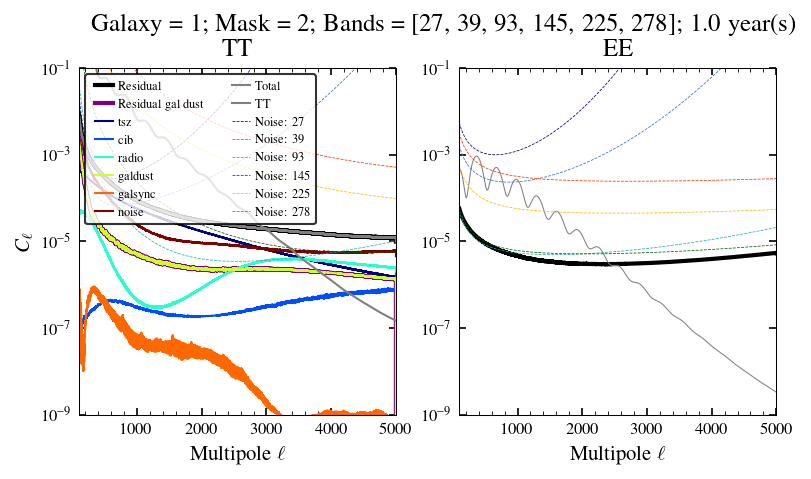 Galaxy = 1; Mask = 2; Bands = [27, 39, 93, 145, 225, 278]; 1.0 year(s)
TT
EE
10⁻¹
10⁻³
10⁻⁵
10⁻⁷
10⁻⁹
C_ℓ
Residual
Residual gal dust
tsz
cib
radio
galdust
galsync
noise
Total
TT
Noise: 27
Noise: 39
Noise: 93
Noise: 145
Noise: 225
Noise: 278
1000 2000 3000 4000 5000
Multipole ℓ
10⁻¹
10⁻³
10⁻⁵
10⁻⁷
10⁻⁹
1000 2000 3000 4000 5000
Multipole ℓ